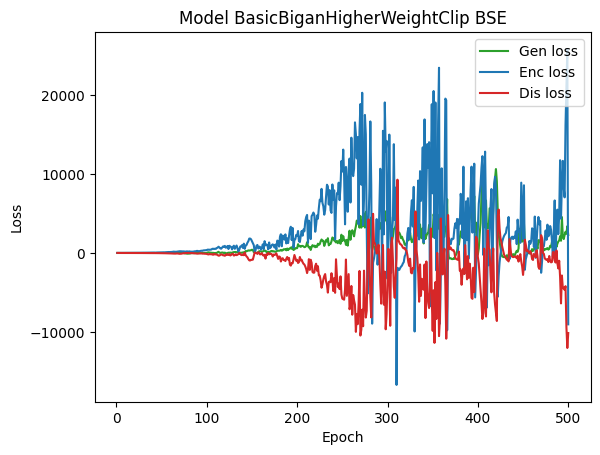 Model BasicBiganHigherWeightClip BSE
Gen loss
Enc loss
Dis loss
Loss
20000
10000
0
−10000
0 100 200 300 400 500
Epoch